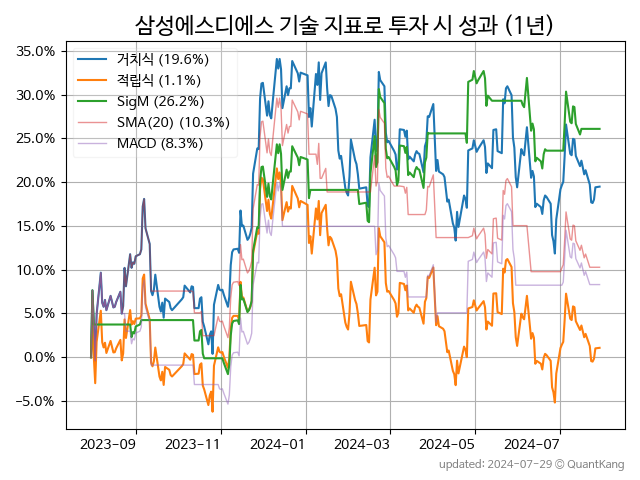 삼성에스디에스 기술 지표로 투자 시 성과 (1년)
35.0%
30.0%
25.0%
20.0%
15.0%
10.0%
5.0%
0.0%
−5.0%
거치식 (19.6%)
적립식 (1.1%)
SigM (26.2%)
SMA(20) (10.3%)
MACD (8.3%)
2023−09 2023−11 2024−01 2024−03 2024−05 2024−07
updated: 2024-07-29 © QuantKang